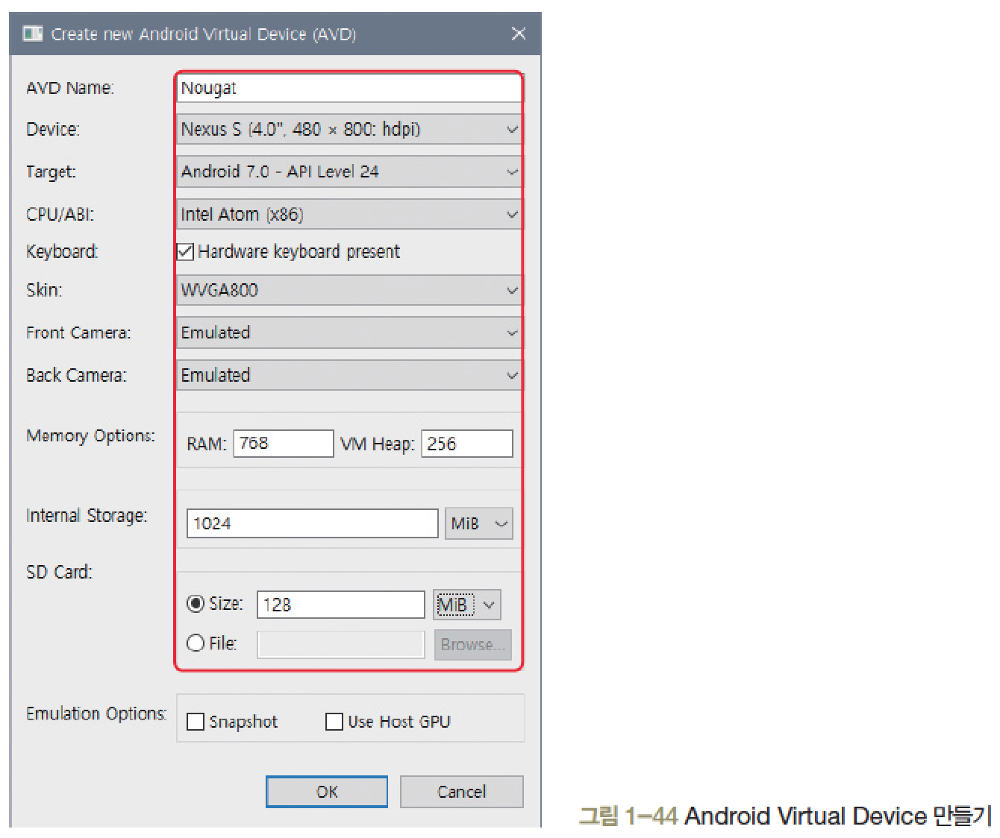 Create new Android Virtual Device (AVD)
AVD Name: Nougat
Device: Nexus S (4.0", 480 × 800: hdpi)
Target: Android 7.0 - API Level 24
CPU/ABI: Intel Atom (x86)
Keyboard: Hardware keyboard present
Skin: WVGA800
Front Camera: Emulated
Back Camera: Emulated
Memory Options: RAM: 768 VM Heap: 256
Internal Storage: 1024 MiB
SD Card:
Size: 128 MiB
File: Browse...
Emulation Options: Snapshot Use Host GPU
OK Cancel
그림 1-44 Android Virtual Device 만들기